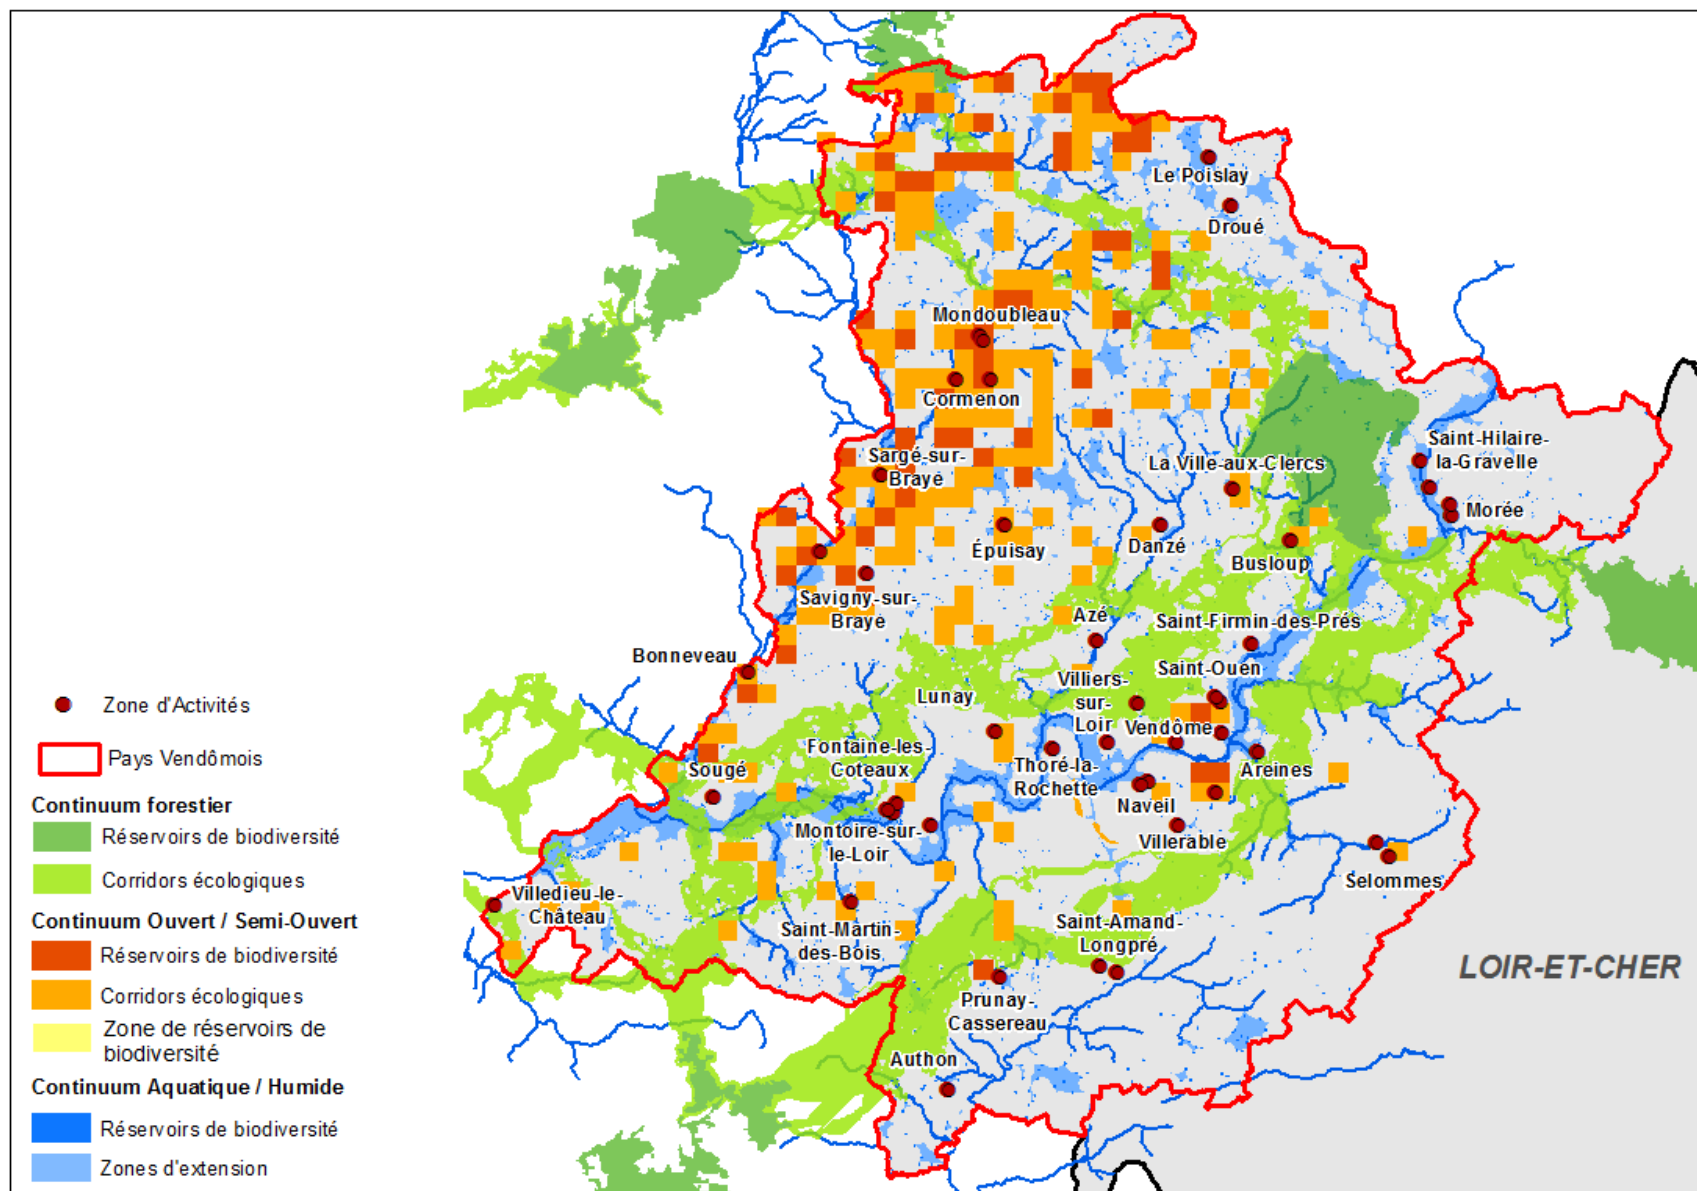 Le Poislay
Droué
Mondoubleau
Cormenon
Sargé-sur-
Braye
La Ville-aux-Clercs
Saint-Hilaire-
la-Gravelle
Morée
Épuisay
Danzé
Busloup
Savigny-sur-
Braye
Azé
Saint-Firmin-des-Prés
Bonneveau
Saint-Ouen
Villiers-
sur-
Loir
Lunay
Vendôme
Fontaine-les-
Coteaux
Sougé
Thoré-la-
Rochette
Areines
Naveil
Montoire-sur-
le-Loir
Villerable
Selommes
Villedieu-le-
Château
Saint-Martin-
des-Bois
Saint-Amand-
Longpré
Prunay-
Cassereau
Authon
LOIR-ET-CHER
Zone d'Activités
Pays Vendômois
Continuum forestier
Réservoirs de biodiversité
Corridors écologiques
Continuum Ouvert / Semi-Ouvert
Réservoirs de biodiversité
Corridors écologiques
Zone de réservoirs de
biodiversité
Continuum Aquatique / Humide
Réservoirs de biodiversité
Zones d'extension